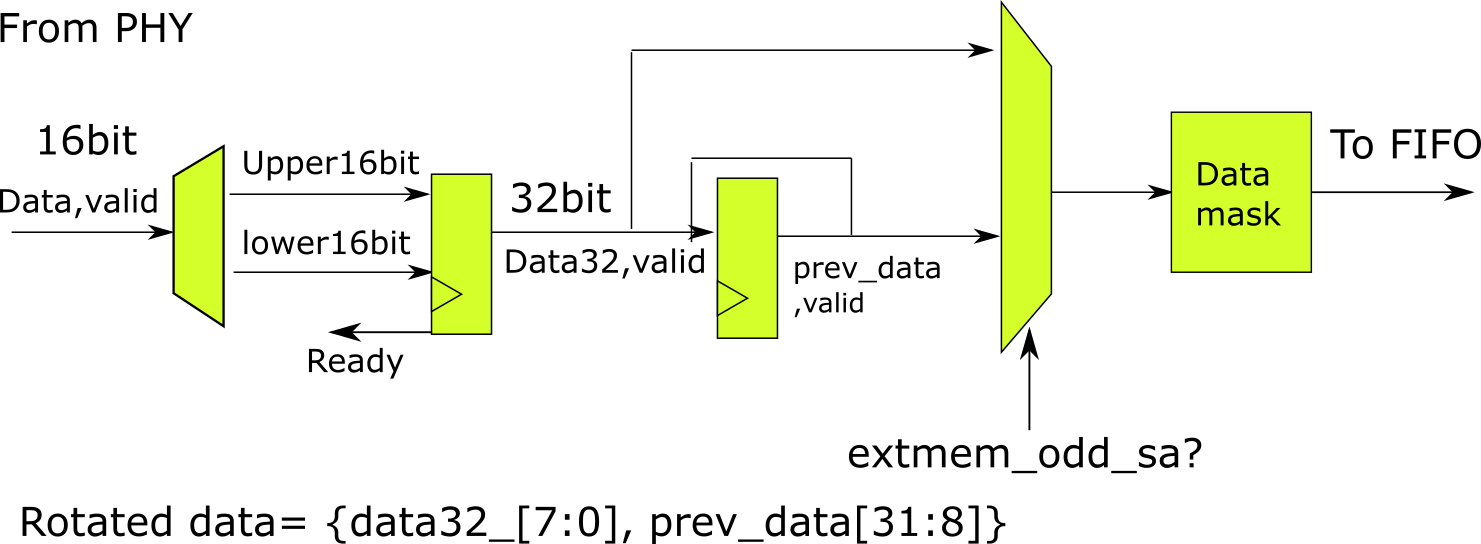 From PHY
16bit
Data,valid
Upper16bit
lower16bit
Ready
32bit
Data32,valid
prev_data
,valid
extmem_odd_sa?
Data
mask
To FIFO
Rotated data= {data32_[7:0], prev_data[31:8]}